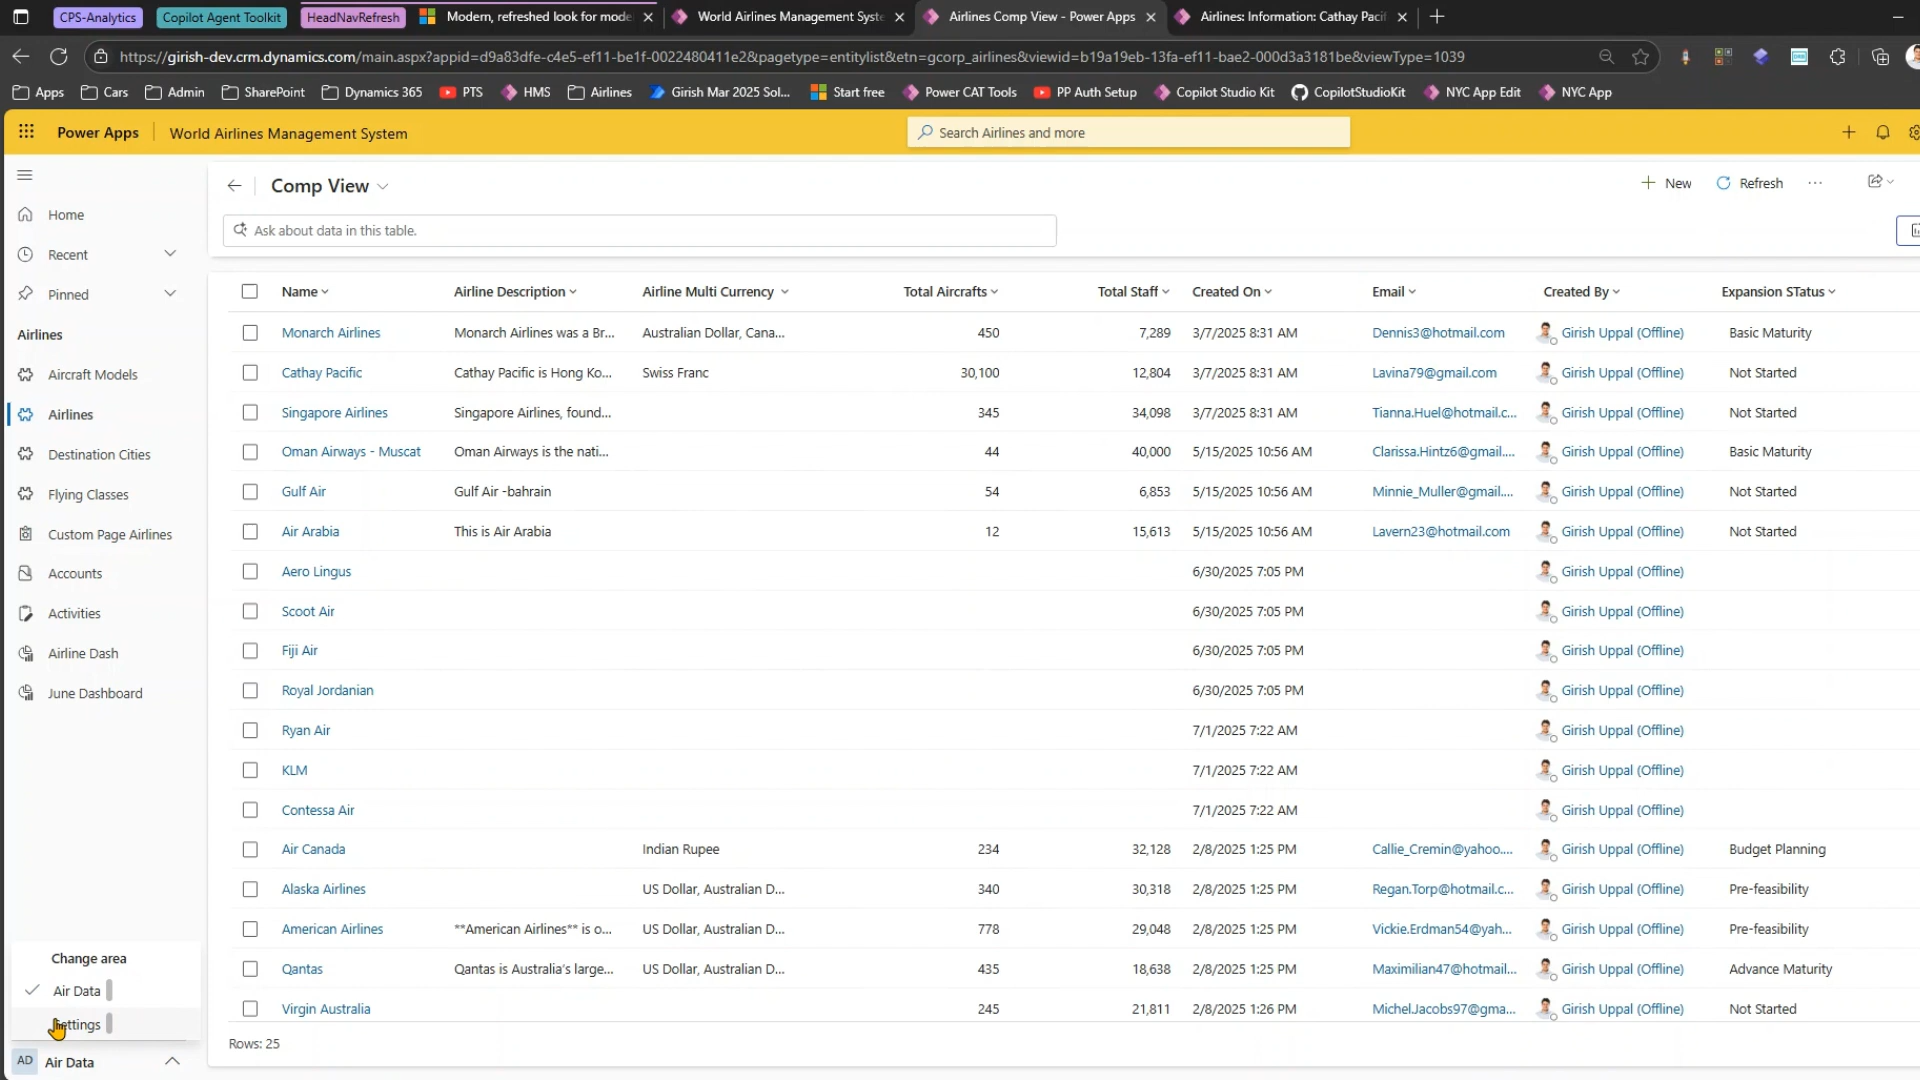 CPS-Analytics
Copilot Agent Toolkit
HeadNavRefresh
Modern, refreshed look for mode
World Airlines Management Syste
Airlines Comp View - Power Apps
Airlines: Information: Cathay Pacif
https://girish-dev.crm.dynamics.com/main.aspx?appid=d9a83dfe-c4e5-ef11-be1f-0022480411e2&pagetype=entitylist&etn=gcorp_airlines&viewid=b19a19eb-13fa-ef11-bae2-000d3a3181be&viewType=1039
Apps
Cars
Admin
SharePoint
Dynamics 365
PTS
HMS
Airlines
Girish Mar 2025 Sol...
Start free
Power CAT Tools
PP Auth Setup
Copilot Studio Kit
CopilotStudioKit
NYC App Edit
NYC App
Power Apps
World Airlines Management System
Search Airlines and more
Home
Recent
Pinned
Airlines
Aircraft Models
Airlines
Destination Cities
Flying Classes
Custom Page Airlines
Accounts
Activities
Airline Dash
June Dashboard
Change area
Air Data
AD Air Data
Comp View
New
Refresh
Ask about data in this table.
Name Airline Description Airline Multi Currency Total Aircrafts Total Staff Created On Email Created By Expansion STatus
Monarch Airlines Monarch Airlines was a Br... Australian Dollar, Cana... 450 7,289 3/7/2025 8:31 AM Dennis3@hotmail.com Girish Uppal (Offline) Basic Maturity
Cathay Pacific Cathay Pacific is Hong Ko... Swiss Franc 30,100 12,804 3/7/2025 8:31 AM Lavina79@gmail.com Girish Uppal (Offline) Not Started
Singapore Airlines Singapore Airlines, found... 345 34,098 3/7/2025 8:31 AM Tianna.Huel@hotmail.c... Girish Uppal (Offline) Not Started
Oman Airways - Muscat Oman Airways is the nati... 44 40,000 5/15/2025 10:56 AM Clarissa.Hintz6@gmail.... Girish Uppal (Offline) Basic Maturity
Gulf Air Gulf Air -bahrain 54 6,853 5/15/2025 10:56 AM Minnie_Muller@gmail.... Girish Uppal (Offline) Not Started
Air Arabia This is Air Arabia 12 15,613 5/15/2025 10:56 AM Lavern23@hotmail.com Girish Uppal (Offline) Not Started
Aero Lingus 6/30/2025 7:05 PM Girish Uppal (Offline)
Scoot Air 6/30/2025 7:05 PM Girish Uppal (Offline)
Fiji Air 6/30/2025 7:05 PM Girish Uppal (Offline)
Royal Jordanian 6/30/2025 7:05 PM Girish Uppal (Offline)
Ryan Air 7/1/2025 7:22 AM Girish Uppal (Offline)
KLM 7/1/2025 7:22 AM Girish Uppal (Offline)
Contessa Air 7/1/2025 7:22 AM Girish Uppal (Offline)
Air Canada Indian Rupee 234 32,128 2/8/2025 1:25 PM Callie_Cremin@yahoo.... Girish Uppal (Offline) Budget Planning
Alaska Airlines US Dollar, Australian D... 340 30,318 2/8/2025 1:25 PM Regan.Torp@hotmail.c... Girish Uppal (Offline) Pre-feasibility
American Airlines **American Airlines** is o... US Dollar, Australian D... 778 29,048 2/8/2025 1:25 PM Vickie.Erdman54@yah... Girish Uppal (Offline) Pre-feasibility
Qantas Qantas is Australia's large... US Dollar, Australian D... 435 18,638 2/8/2025 1:25 PM Maximilian47@hotmail... Girish Uppal (Offline) Advance Maturity
Virgin Australia 245 21,811 2/8/2025 1:26 PM Michel.Jacobs97@gma... Girish Uppal (Offline) Not Started
Rows: 25